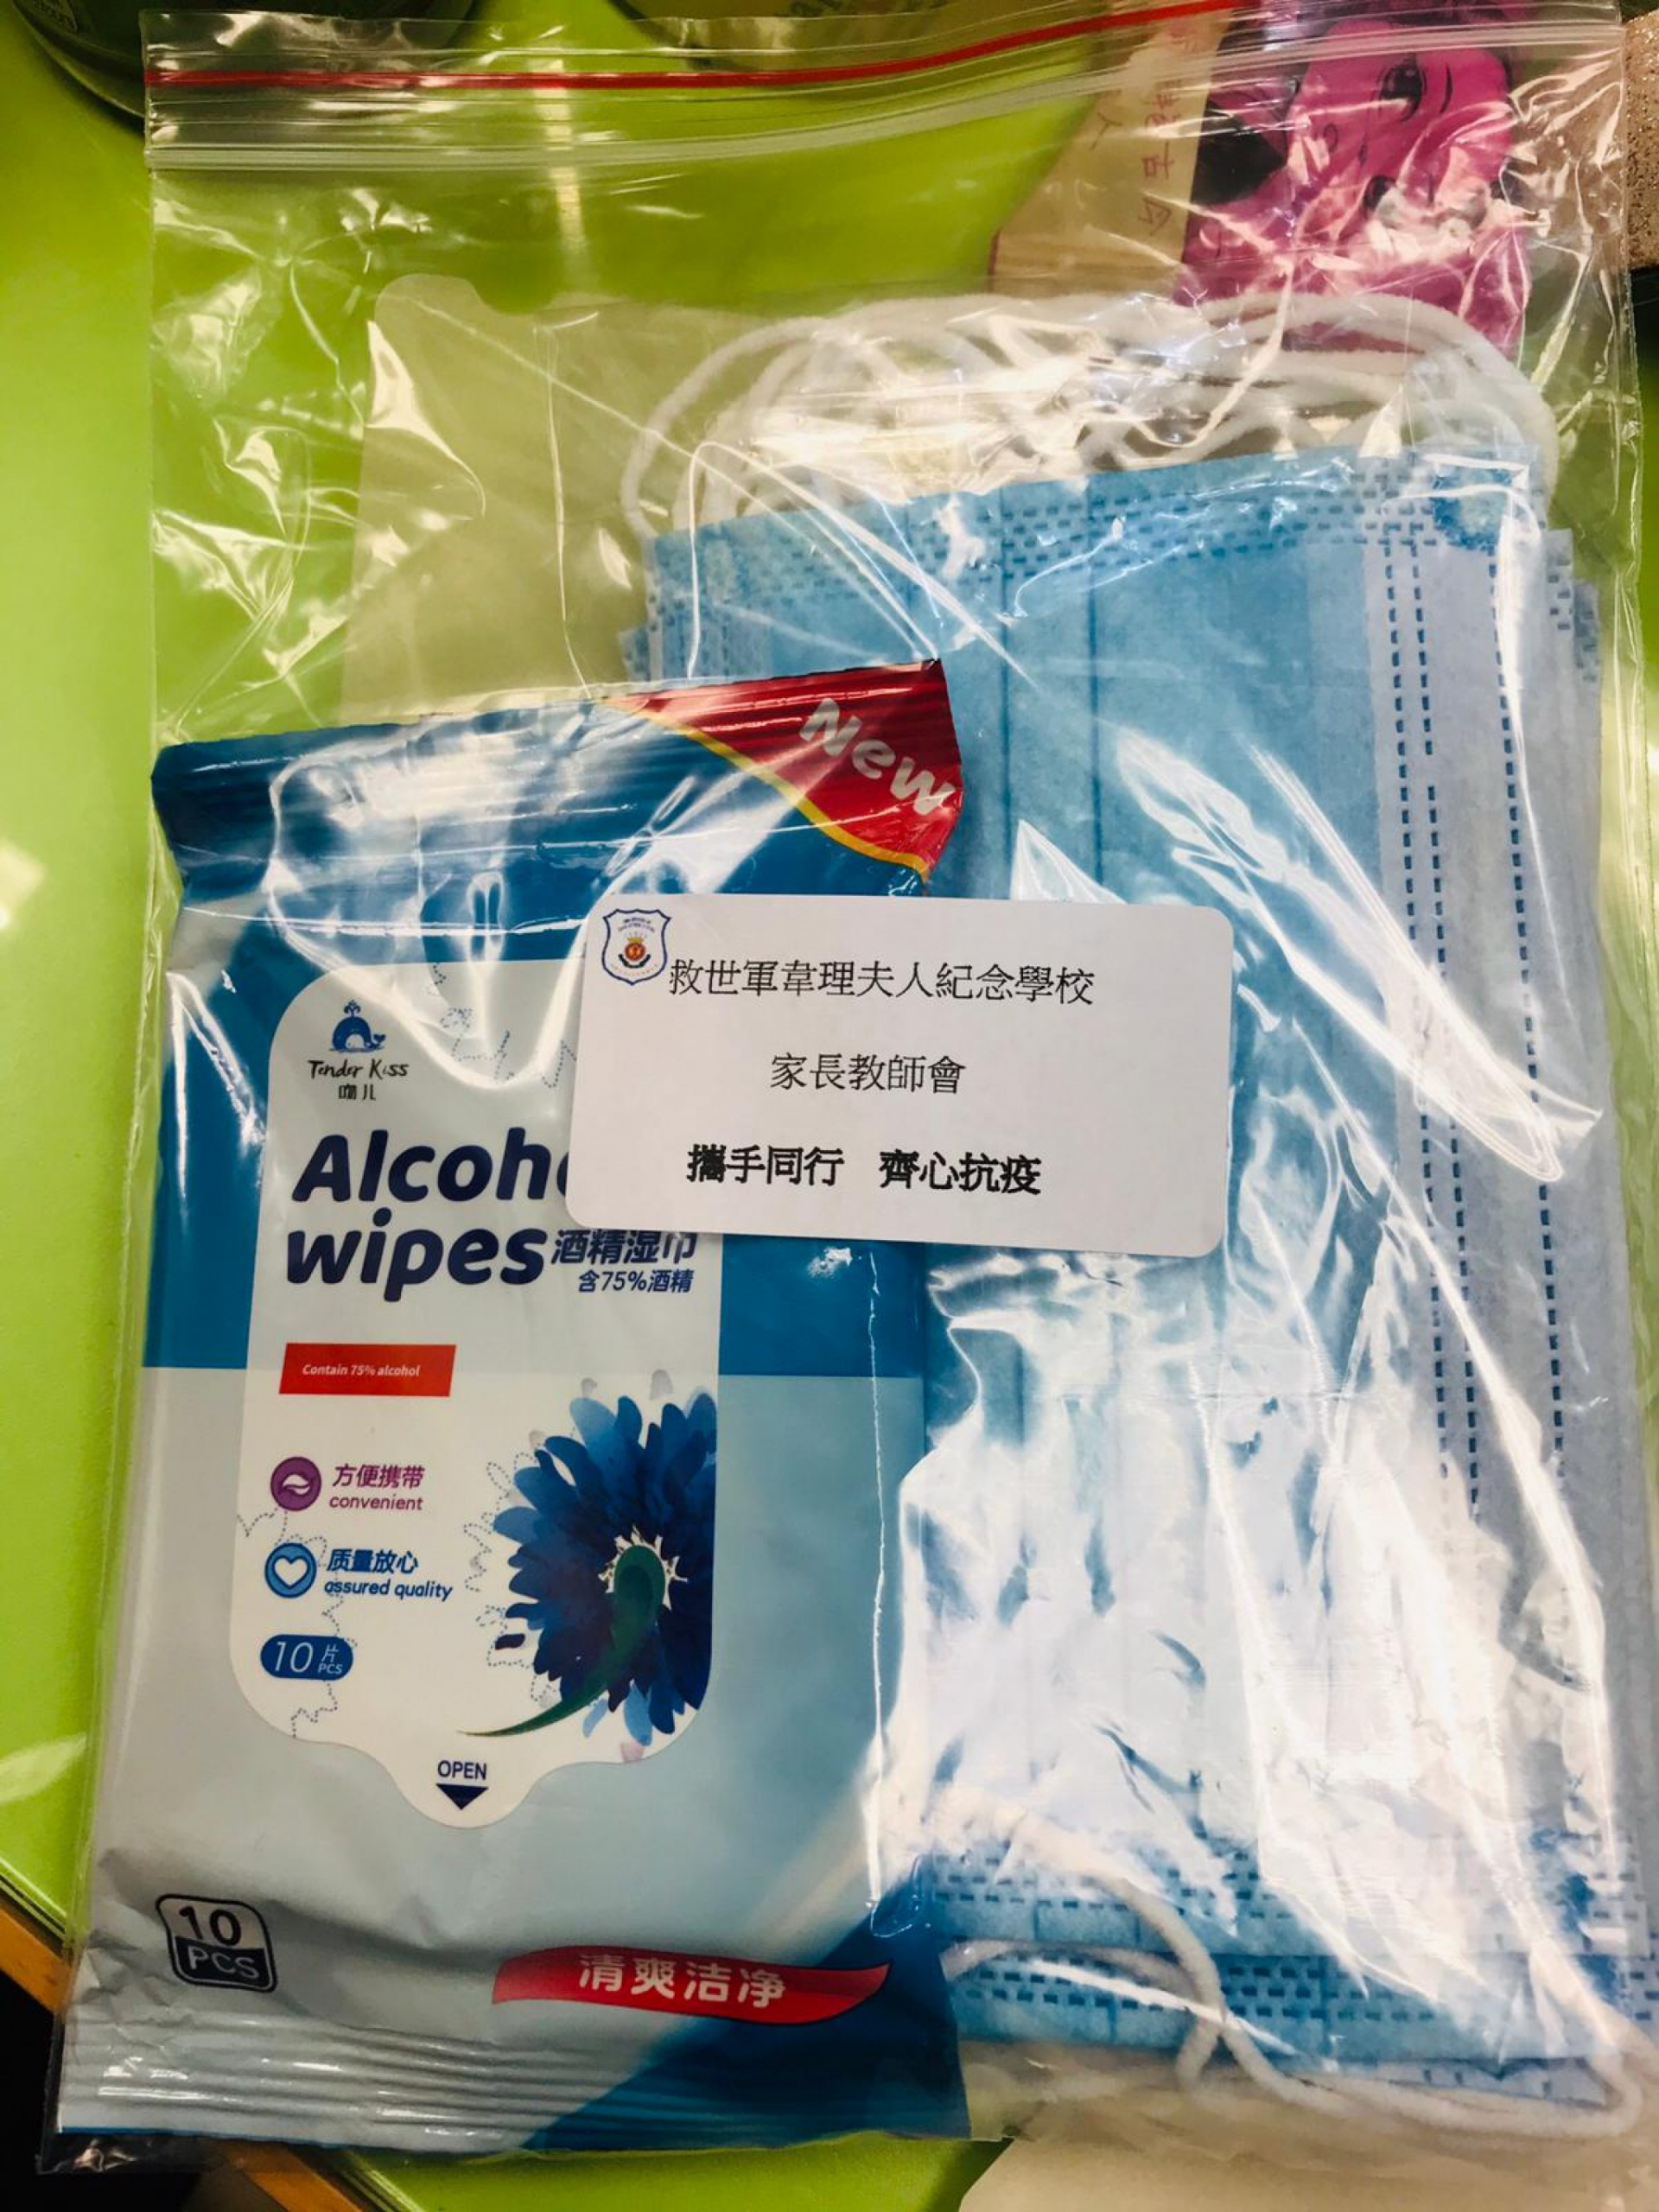 New
救世軍韋理夫人紀念學校
家長教師會
攜手同行 齊心抗疫
Tender Kiss
吻儿
Alcoh
wipes 酒精湿巾
含75%酒精
Contain 75% alcohol
方便携带
convenient
质量放心
assured quality
10片
PCS
OPEN
10
PCS
清爽洁净